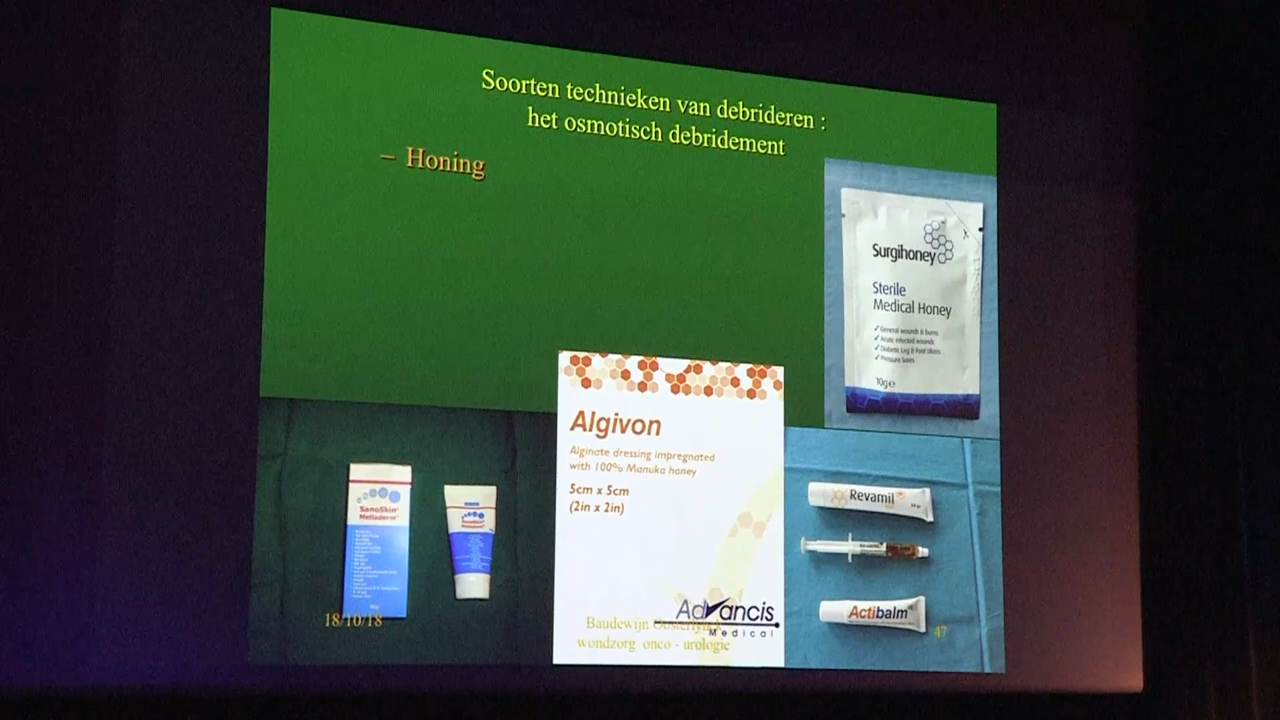 Soorten technieken van debrideren :
het osmotisch debridement
– Honing
Surgihoney
Sterile
Medical Honey
✓ General wounds & burns
✓ Acute infected wounds
✓ Diabetic Leg & Foot Ulcers
✓ Pressure Sores
10g e
Algivon
Alginate dressing impregnated
with 100% Manuka honey
5cm x 5cm
(2in x 2in)
Advancis
Medical
SanoSkin
Melladerm
Revamil
Actibalm
18/10/18
Baudewijn Oosterlynck
wondzorg onco - urologie
47